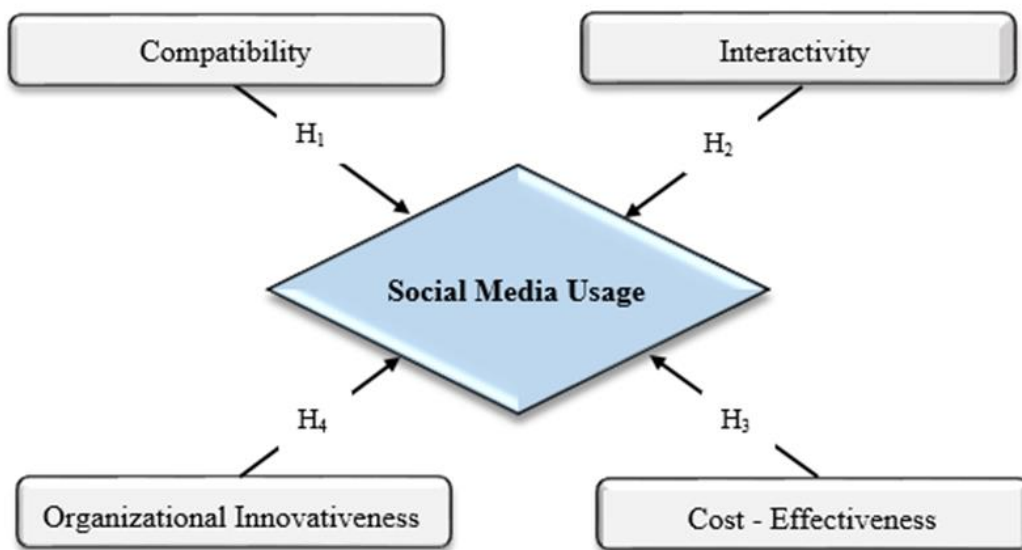 Compatibility
Interactivity
H₁
H₂
Social Media Usage
H₄
H₃
Organizational Innovativeness
Cost - Effectiveness